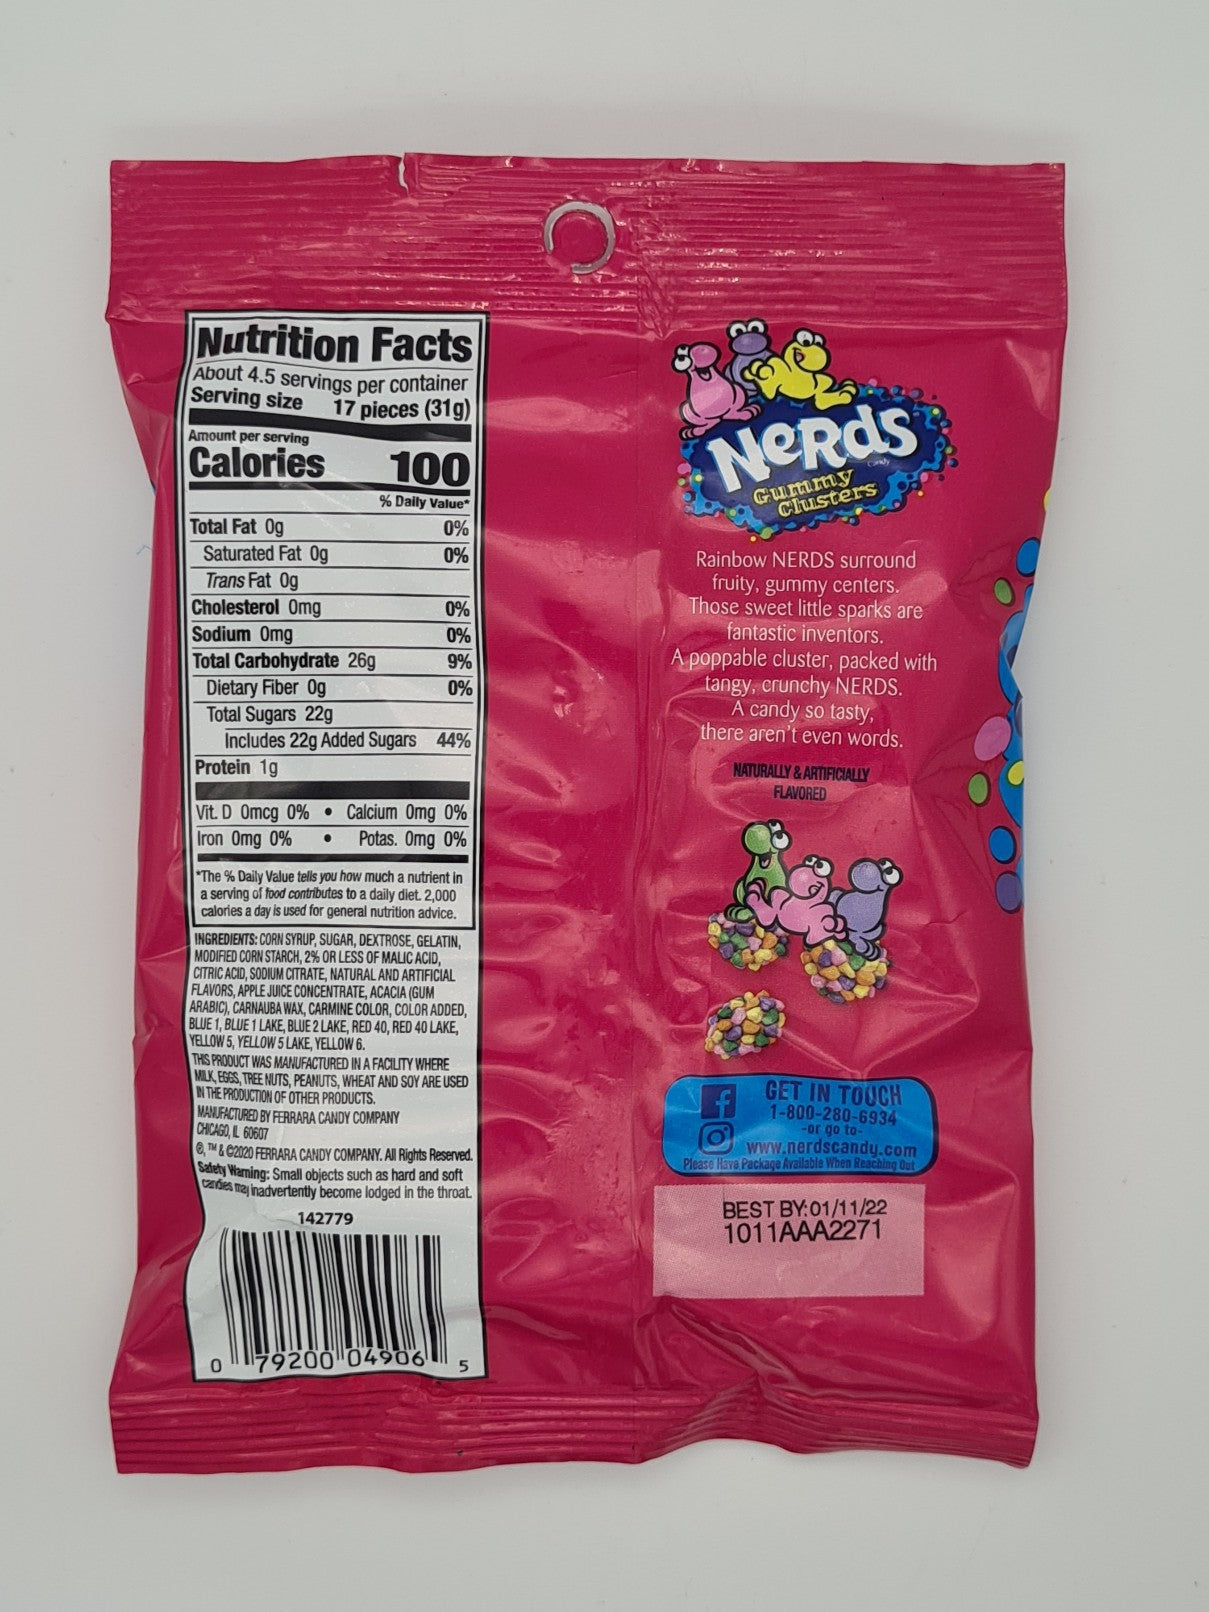 Nutrition Facts
About 4.5 servings per container
Serving size 17 pieces (31g)
Amount per serving
Calories 100
% Daily Value*
Total Fat 0g 0%
Saturated Fat 0g 0%
Trans Fat 0g
Cholesterol 0mg 0%
Sodium 0mg 0%
Total Carbohydrate 26g 9%
Dietary Fiber 0g 0%
Total Sugars 22g
Includes 22g Added Sugars 44%
Protein 1g
Vit. D 0mcg 0% • Calcium 0mg 0%
Iron 0mg 0% • Potas. 0mg 0%
*The % Daily Value tells you how much a nutrient in
a serving of food contributes to a daily diet. 2,000
calories a day is used for general nutrition advice.
INGREDIENTS: CORN SYRUP, SUGAR, DEXTROSE, GELATIN,
MODIFIED CORN STARCH, 2% OR LESS OF MALIC ACID,
CITRIC ACID, SODIUM CITRATE, NATURAL AND ARTIFICIAL
FLAVORS, APPLE JUICE CONCENTRATE, ACACIA (GUM
ARABIC), CARNAUBA WAX, CARMINE COLOR, COLOR ADDED,
BLUE 1, BLUE 1 LAKE, BLUE 2 LAKE, RED 40, RED 40 LAKE,
YELLOW 5, YELLOW 5 LAKE, YELLOW 6.
THIS PRODUCT WAS MANUFACTURED IN A FACILITY WHERE
MILK, EGGS, TREE NUTS, PEANUTS, WHEAT AND SOY ARE USED
IN THE PRODUCTION OF OTHER PRODUCTS.
MANUFACTURED BY FERRARA CANDY COMPANY
CHICAGO, IL 60607
®, ™ & ©2020 FERRARA CANDY COMPANY. All Rights Reserved.
Safety Warning: Small objects such as hard and soft
candies may inadvertently become lodged in the throat.
142779
0 79200 04906 5
NeRdS
Candy
Gummy
Clusters
Rainbow NERDS surround
fruity, gummy centers.
Those sweet little sparks are
fantastic inventors.
A poppable cluster, packed with
tangy, crunchy NERDS.
A candy so tasty,
there aren't even words.
NATURALLY & ARTIFICIALLY
FLAVORED
GET IN TOUCH
1-800-280-6934
-or go to-
www.nerdscandy.com
Please Have Package Available When Reaching Out
BEST BY:01/11/22
1011AAA2271